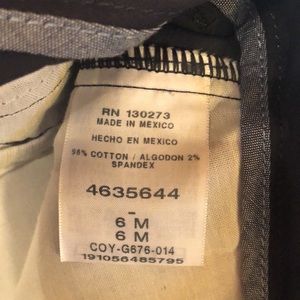 RN 130273
MADE IN MEXICO
HECHO EN MEXICO
98% COTTON / ALGODON 2%
SPANDEX
4635644
-
6 M
6 M
COY-G676-014
191056485795